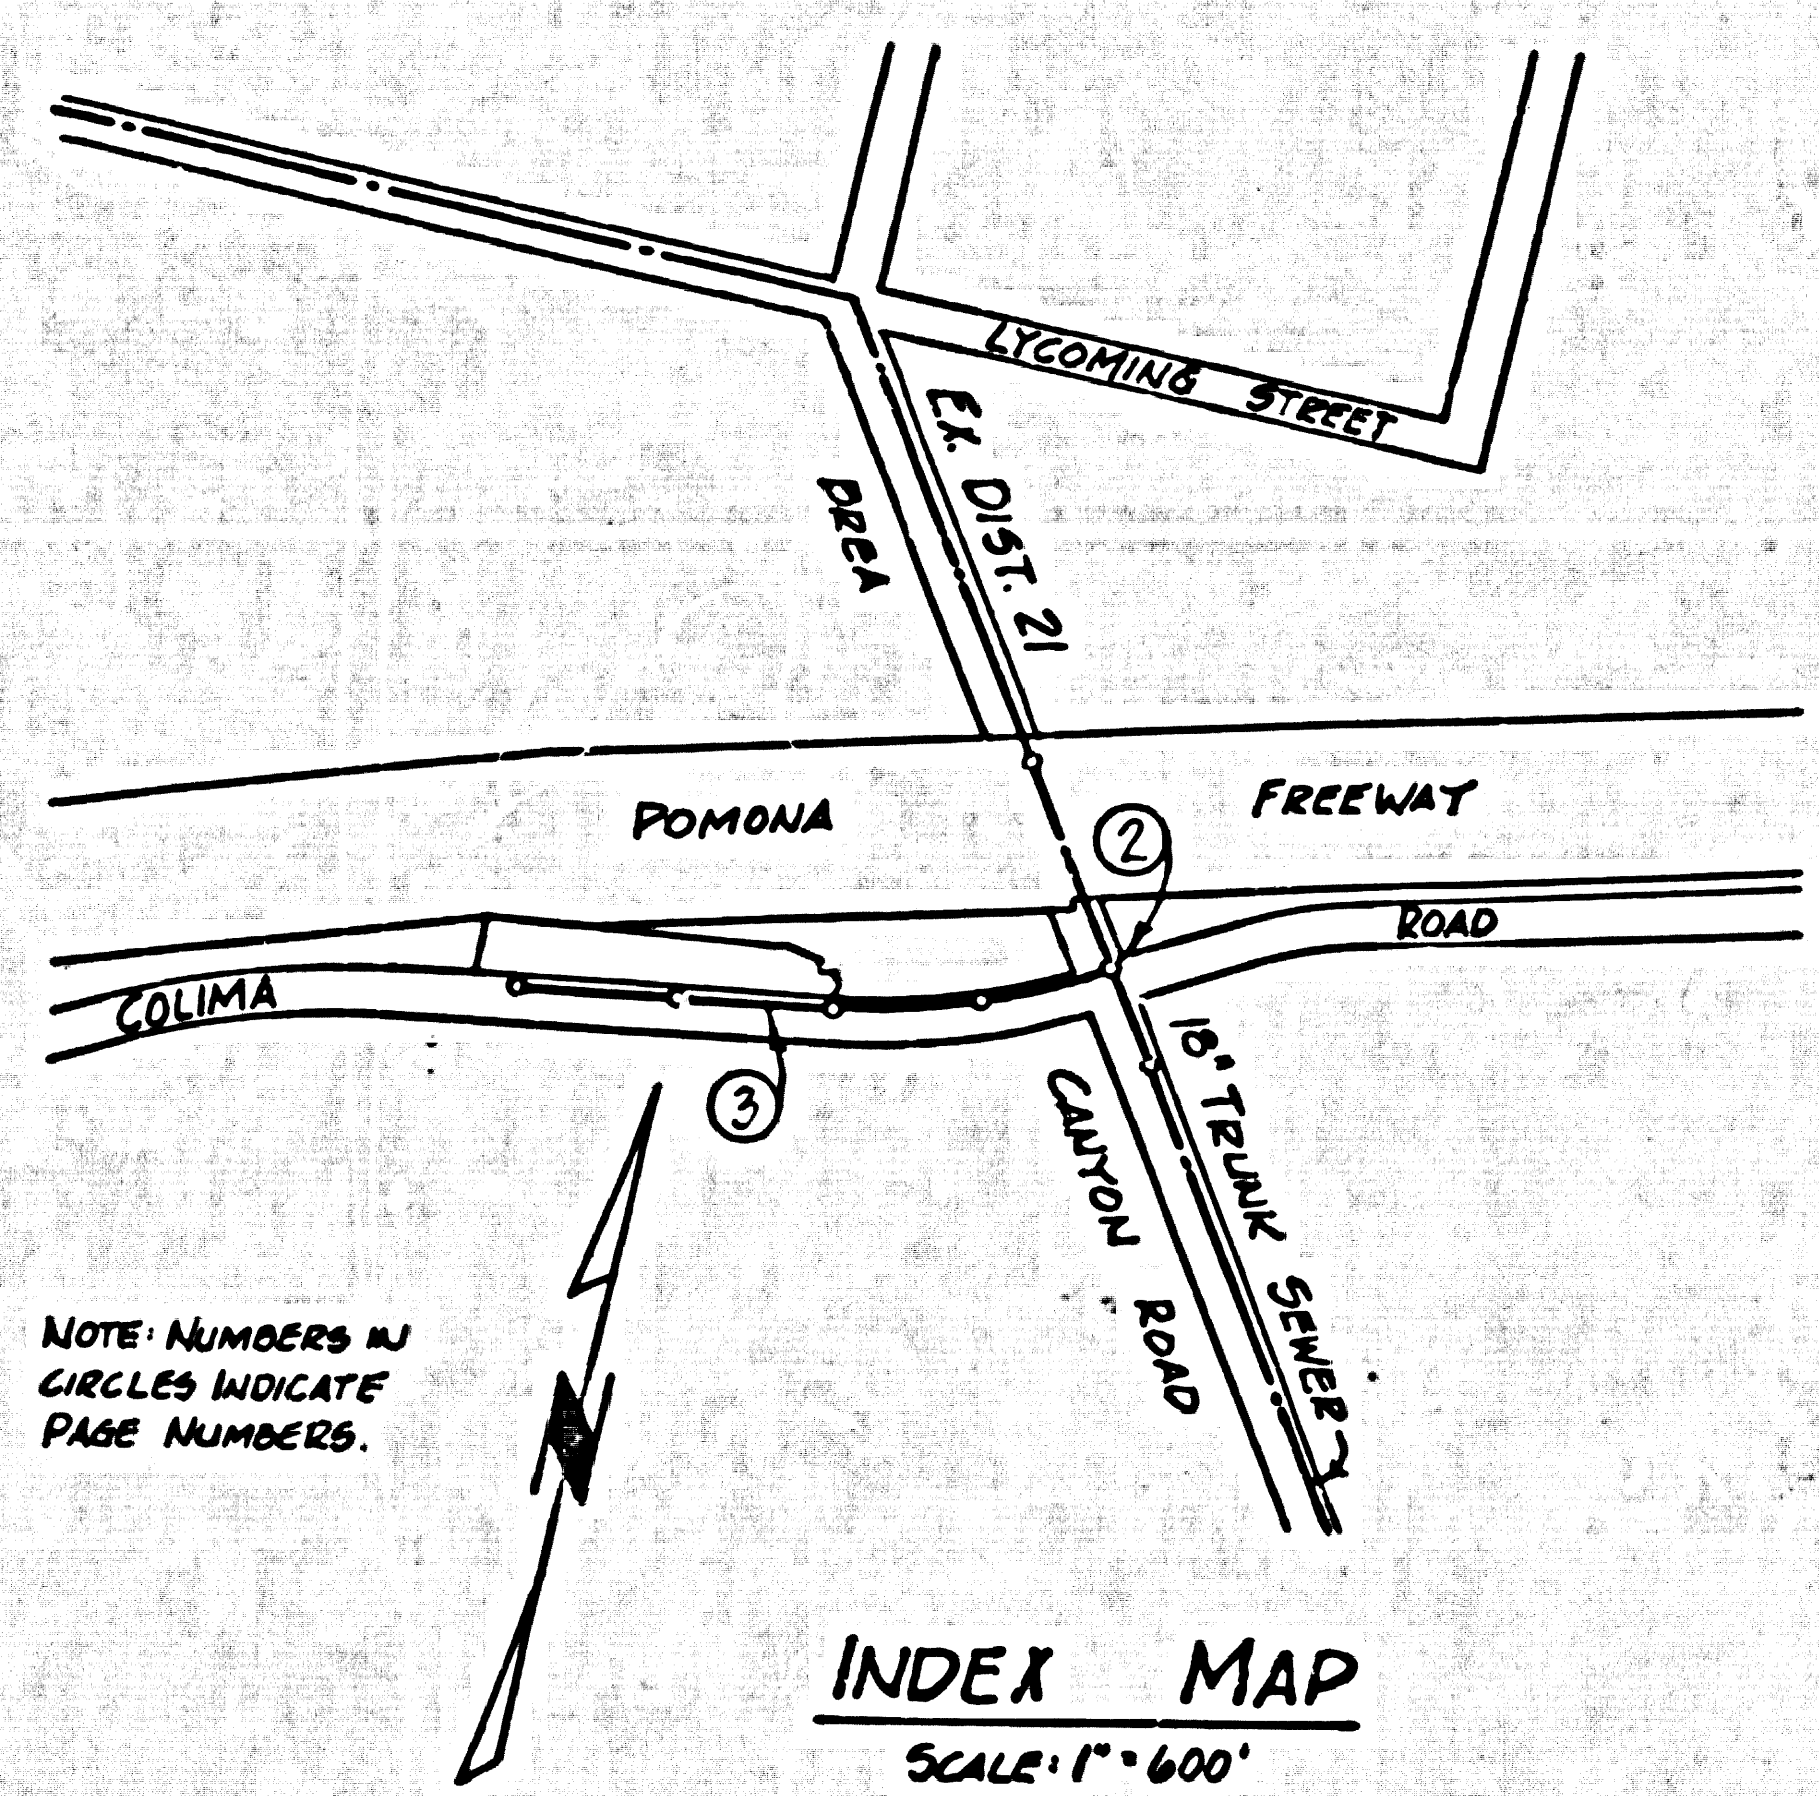 LYCOMING STREET
EX. DIST. 21
BREA
POMONA FREEWAY
2
ROAD
COLIMA
3
18" TRUNK SEWER
CANYON ROAD
NOTE: NUMBERS IN
CIRCLES INDICATE
PAGE NUMBERS.
INDEX MAP
SCALE: 1" = 600'